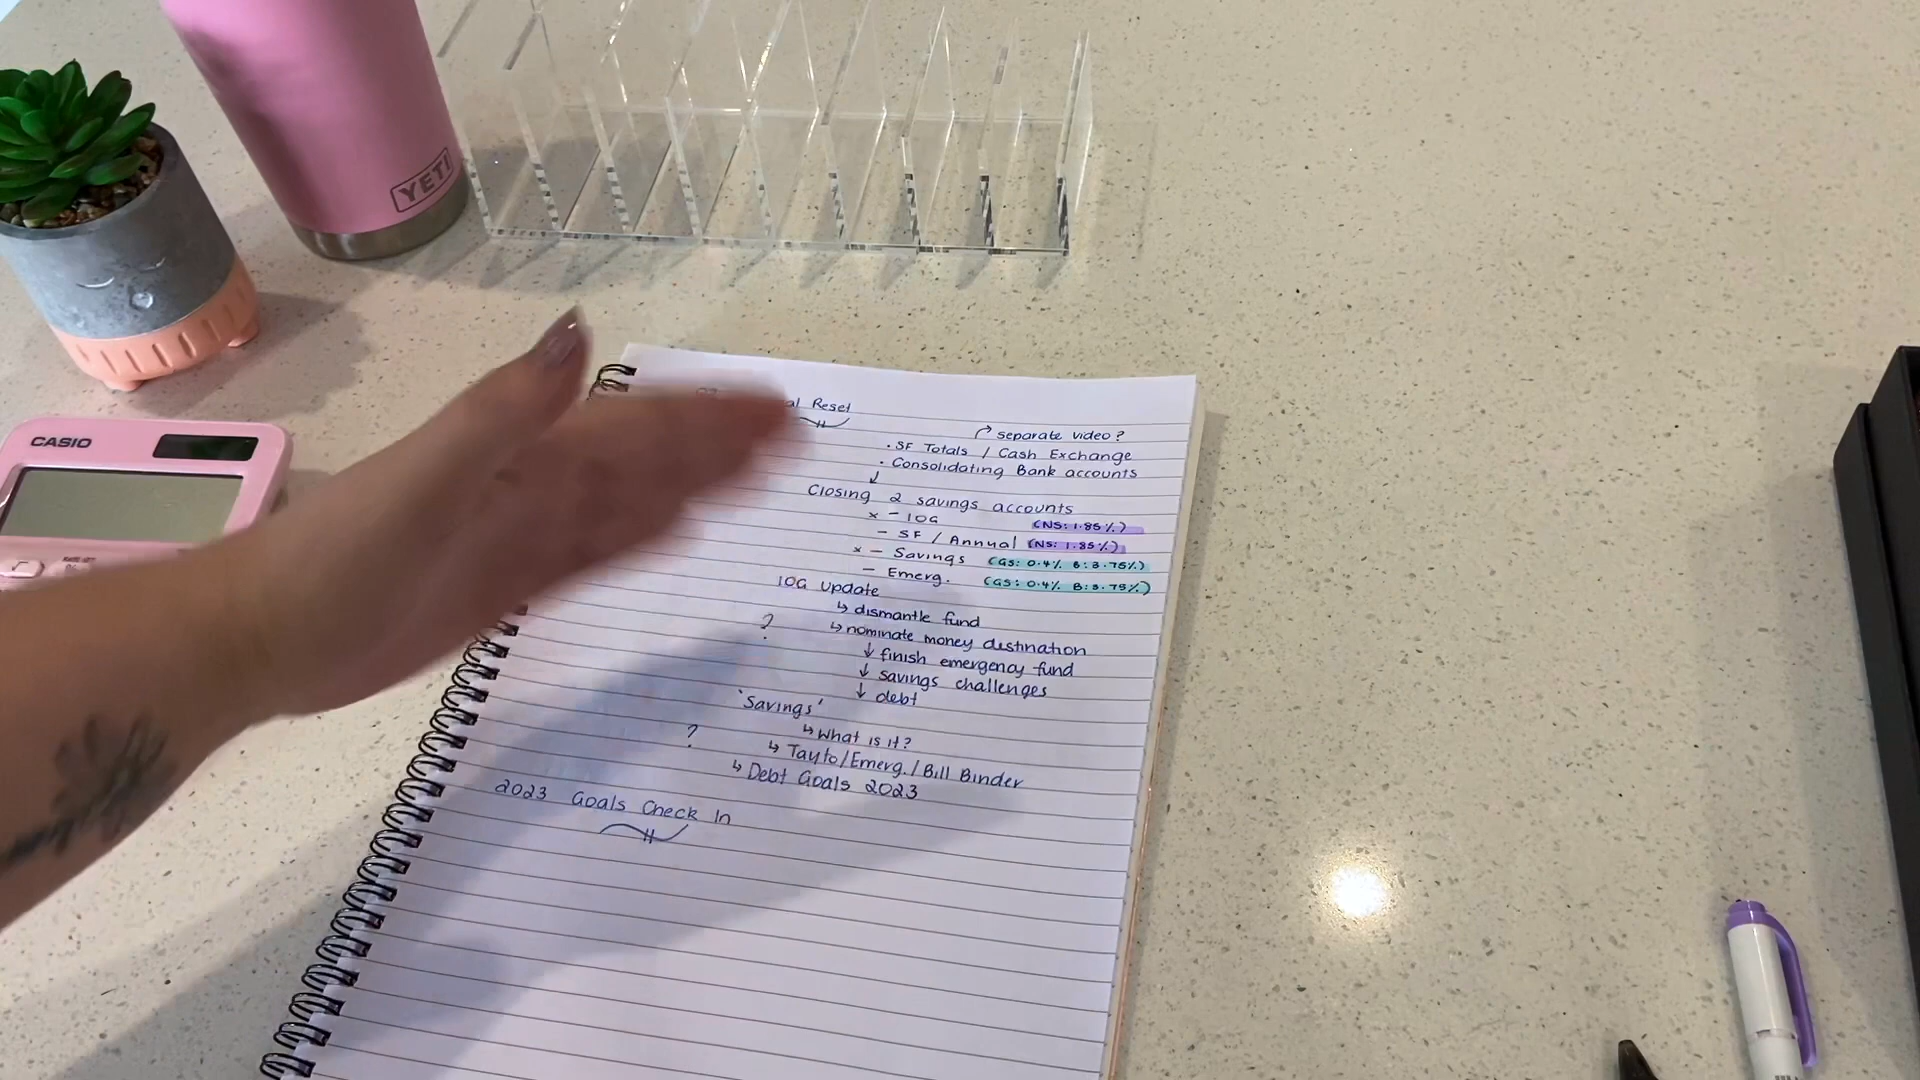 YETI
CASIO
Reset
separate video?
. SF Totals / Cash Exchange
. Consolidating Bank accounts
Closing 2 savings accounts
x - IOG (NS: 1.85%)
- SF / Annual (NS: 1.85%)
x - Savings (GS: 0.4% B: 3.75%)
- Emerg. (GS: 0.4% B: 3.75%)
IOG update
↳ dismantle fund
? ↳ nominate money destination
↓ finish emergency fund
↓ savings challenges
↓ debt
'Savings'
↳ What is it?
? ↳ Tayto/Emerg./Bill Binder
↳ Debt Goals 2023
2023 Goals Check In